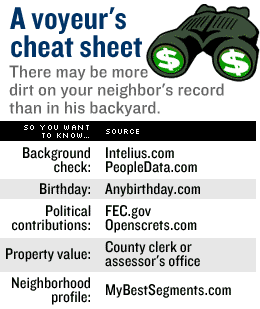 A voyeur's
cheat sheet
$ $
There may be more
dirt on your neighbor's record
than in his backyard.
SO YOU WANT TO KNOW... SOURCE
Background check: Intelius.com
PeopleData.com
Birthday: Anybirthday.com
Political contributions: FEC.gov
Openscrets.com
Property value: County clerk or
assessor's office
Neighborhood profile: MyBestSegments.com